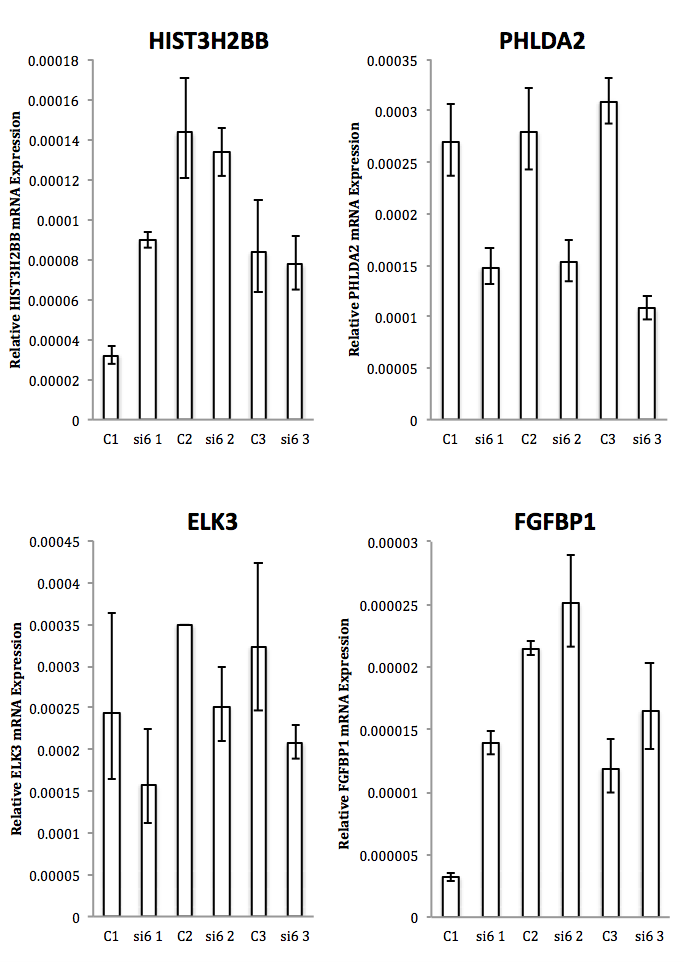 HIST3H2BB
Relative HIST3H2BB mRNA Expression
0.00018
0.00016
0.00014
0.00012
0.0001
0.00008
0.00006
0.00004
0.00002
0
C1 si6 1 C2 si6 2 C3 si6 3
PHLDA2
Relative PHLDA2 mRNA Expression
0.00035
0.0003
0.00025
0.0002
0.00015
0.0001
0.00005
0
C1 si6 1 C2 si6 2 C3 si6 3
ELK3
Relative ELK3 mRNA Expression
0.00045
0.0004
0.00035
0.0003
0.00025
0.0002
0.00015
0.0001
0.00005
0
C1 si6 1 C2 si6 2 C3 si6 3
FGFBP1
Relative FGFBP1 mRNA Expression
0.00003
0.000025
0.00002
0.000015
0.00001
0.000005
0
C1 si6 1 C2 si6 2 C3 si6 3